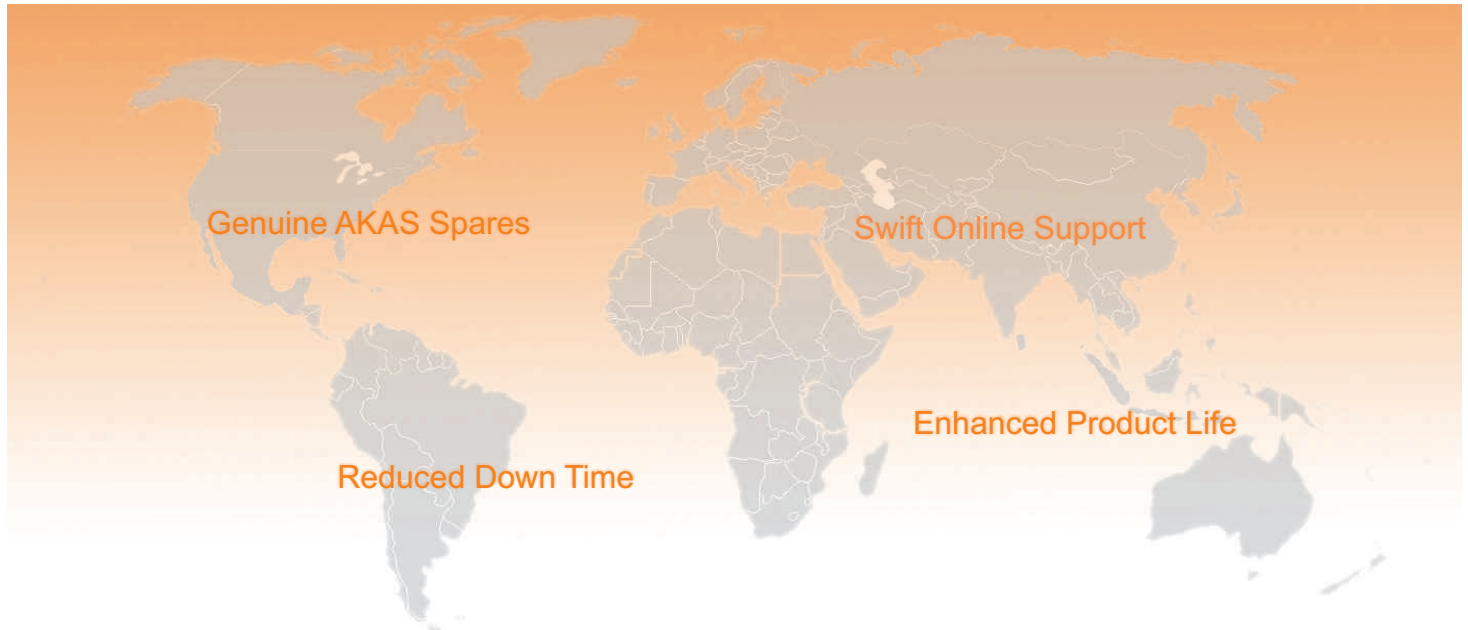 Genuine AKAS Spares
Swift Online Support
Enhanced Product Life
Reduced Down Time